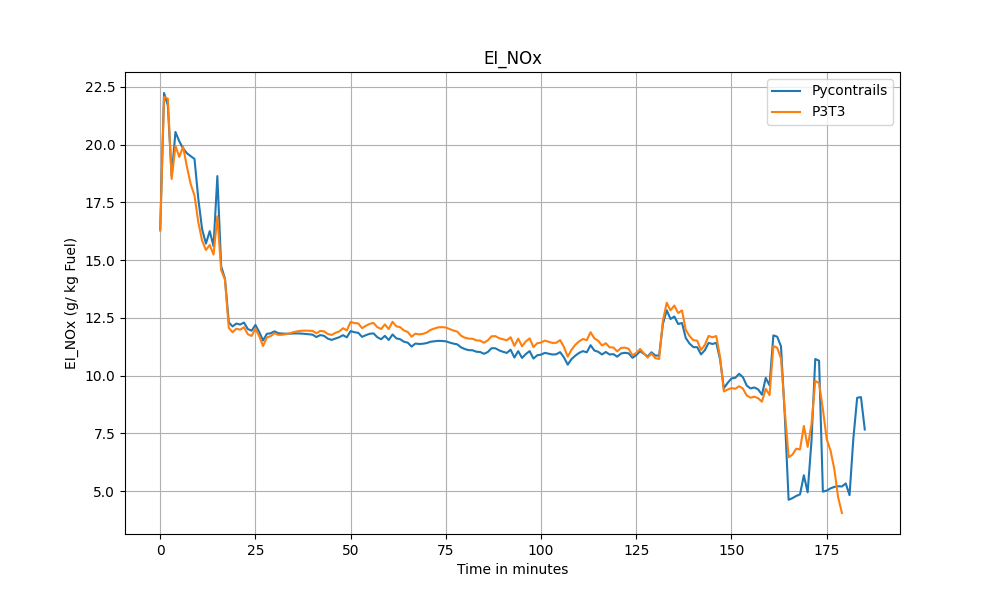 EI_NOx
Pycontrails
P3T3
EI_NOx (g/ kg Fuel)
22.5
20.0
17.5
15.0
12.5
10.0
7.5
5.0
0 25 50 75 100 125 150 175
Time in minutes